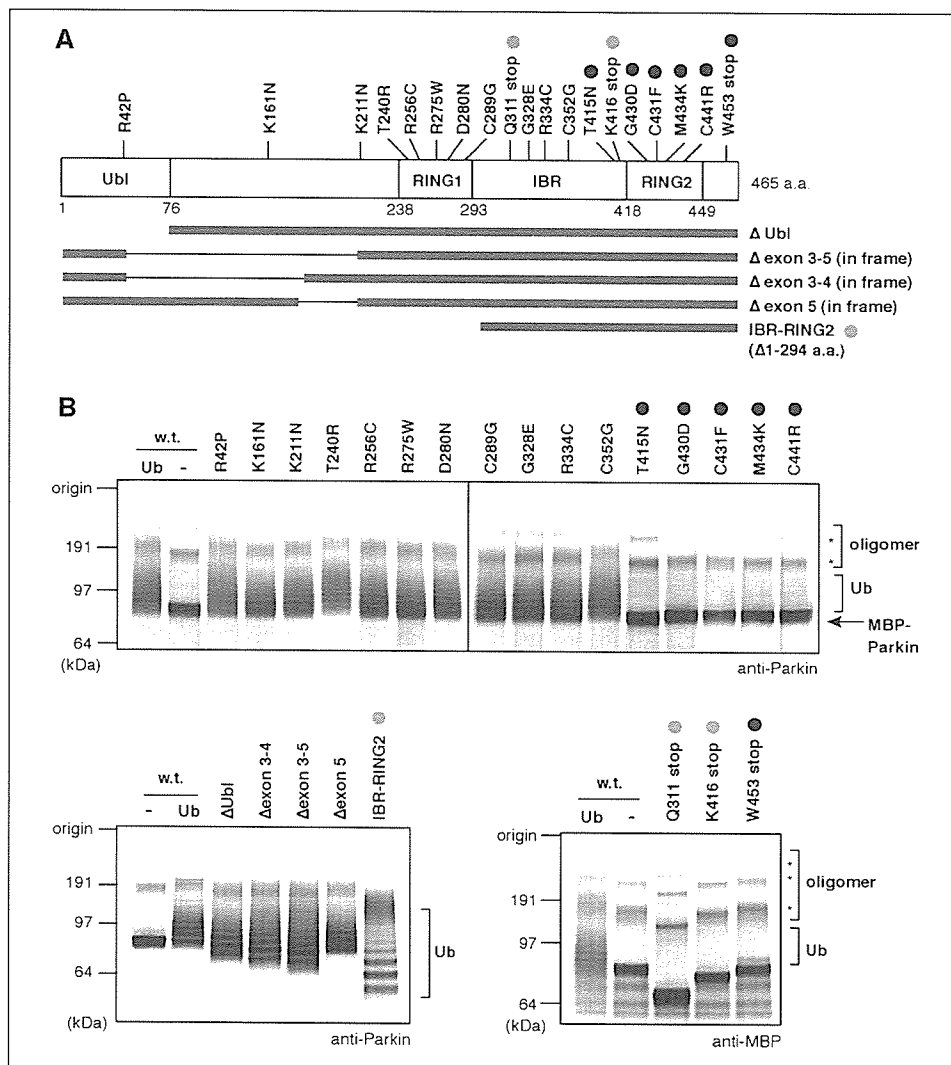 A
R42P
K161N
K211N
T240R
R256C
R275W
D280N
C289G
Q311 stop
G328E
R334C
C352G
T415N
K416 stop
G430D
C431F
M434K
C441R
W453 stop
Ubl
RING1
IBR
RING2
465 a.a.
1
76
238
293
418
449
Δ Ubl
Δ exon 3-5 (in frame)
Δ exon 3-4 (in frame)
Δ exon 5 (in frame)
IBR-RING2
(Δ1-294 a.a.)
B
w.t.
Ub
-
R42P
K161N
K211N
T240R
R256C
R275W
D280N
C289G
G328E
R334C
C352G
T415N
G430D
C431F
M434K
C441R
origin
191
97
64
(kDa)
* oligomer
*
Ub
MBP-
Parkin
anti-Parkin
w.t.
-
Ub
ΔUbl
Δexon 3-4
Δexon 3-5
Δexon 5
IBR-RING2
origin
191
97
64
(kDa)
Ub
anti-Parkin
w.t.
Ub
-
Q311 stop
K416 stop
W453 stop
origin
191
97
64
(kDa)
*
* oligomer
*
Ub
anti-MBP